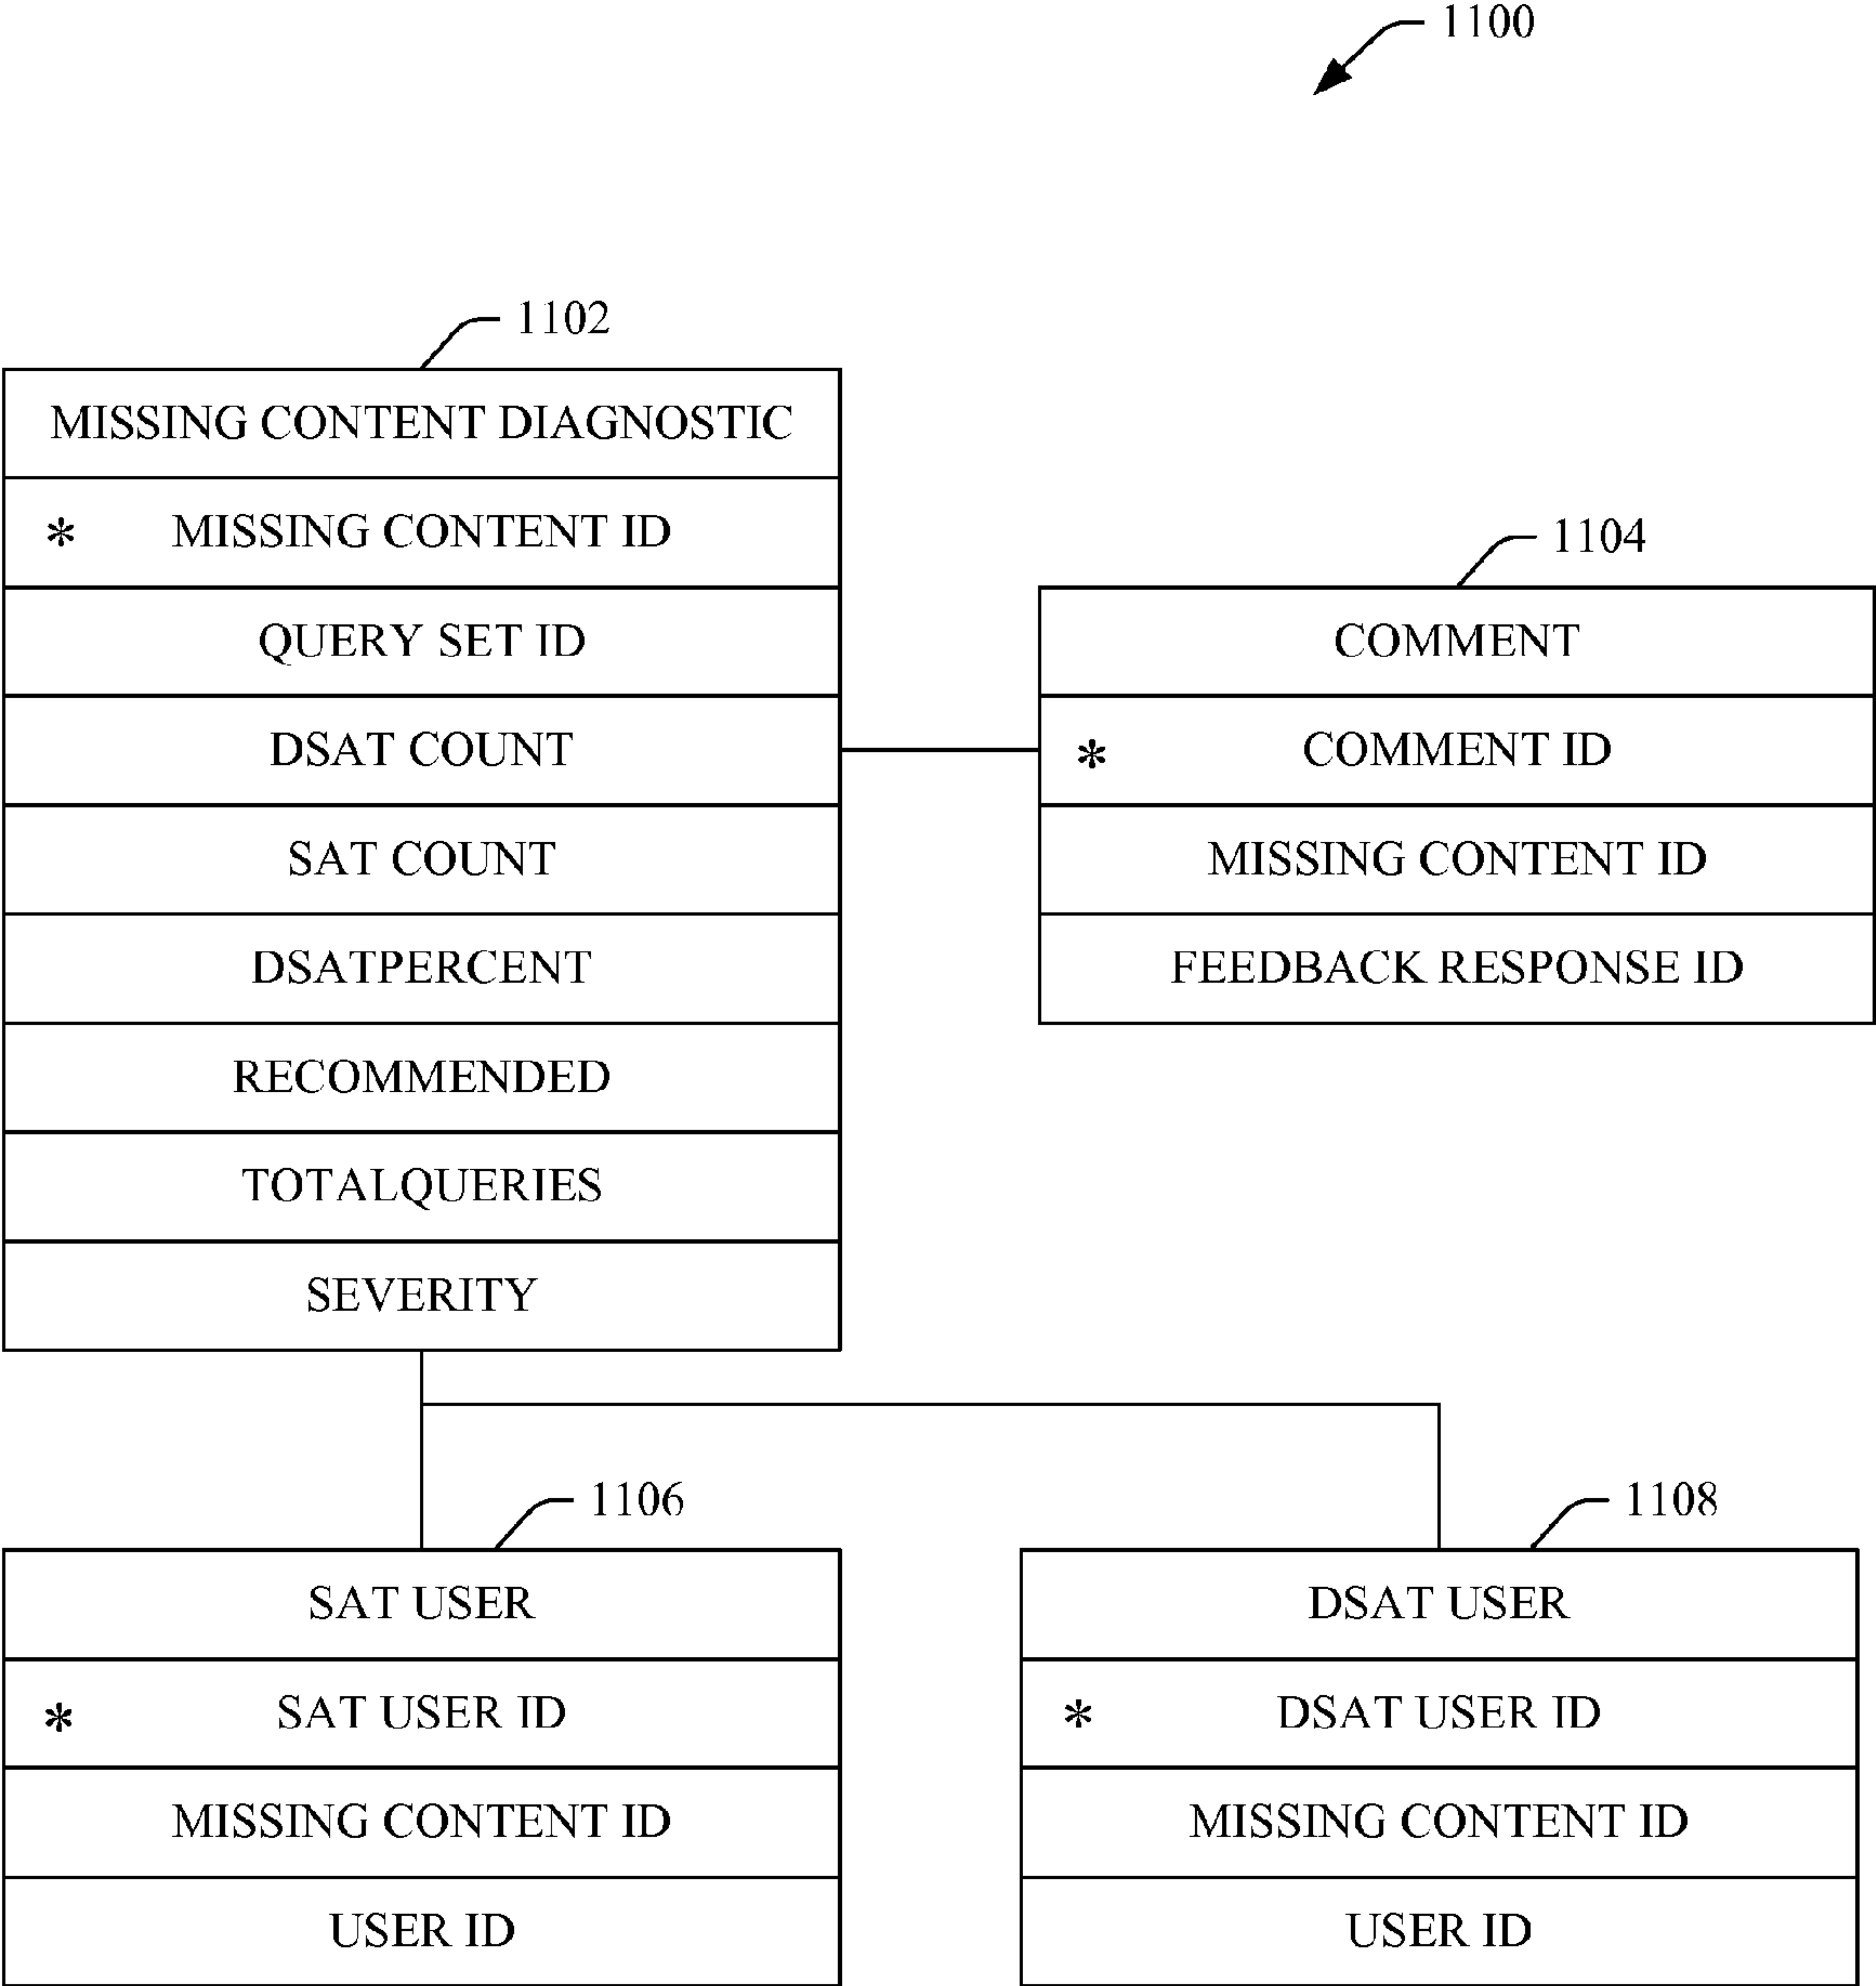 1100
1102
MISSING CONTENT DIAGNOSTIC
* MISSING CONTENT ID
QUERY SET ID
DSAT COUNT
SAT COUNT
DSATPERCENT
RECOMMENDED
TOTALQUERIES
SEVERITY
1104
COMMENT
* COMMENT ID
MISSING CONTENT ID
FEEDBACK RESPONSE ID
1106
SAT USER
* SAT USER ID
MISSING CONTENT ID
USER ID
1108
DSAT USER
* DSAT USER ID
MISSING CONTENT ID
USER ID